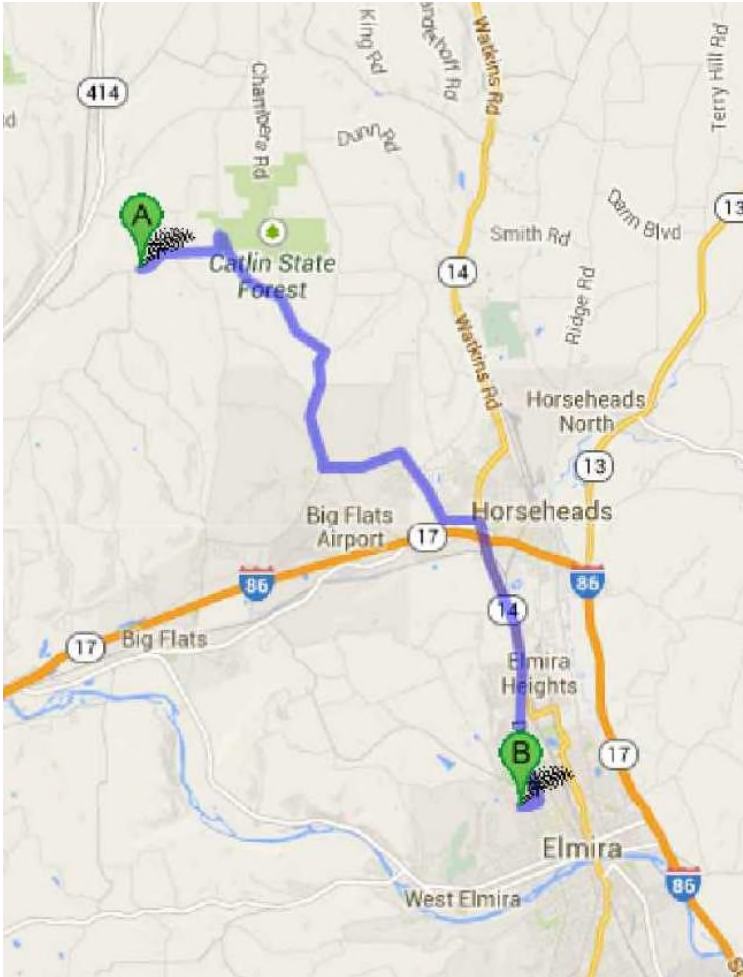 King Rd
Watkins Rd
Terry Hill Rd
414
Chambers Rd
Dunn Rd
13
A
Smith Rd
Dann Blvd
Catlin State
Forest
14
Ridge Rd
Watkins Rd
Horseheads
North
13
Big Flats
Airport
17
Horseheads
86
86
14
17
Big Flats
Elmira
Heights
B
17
Elmira
86
West Elmira